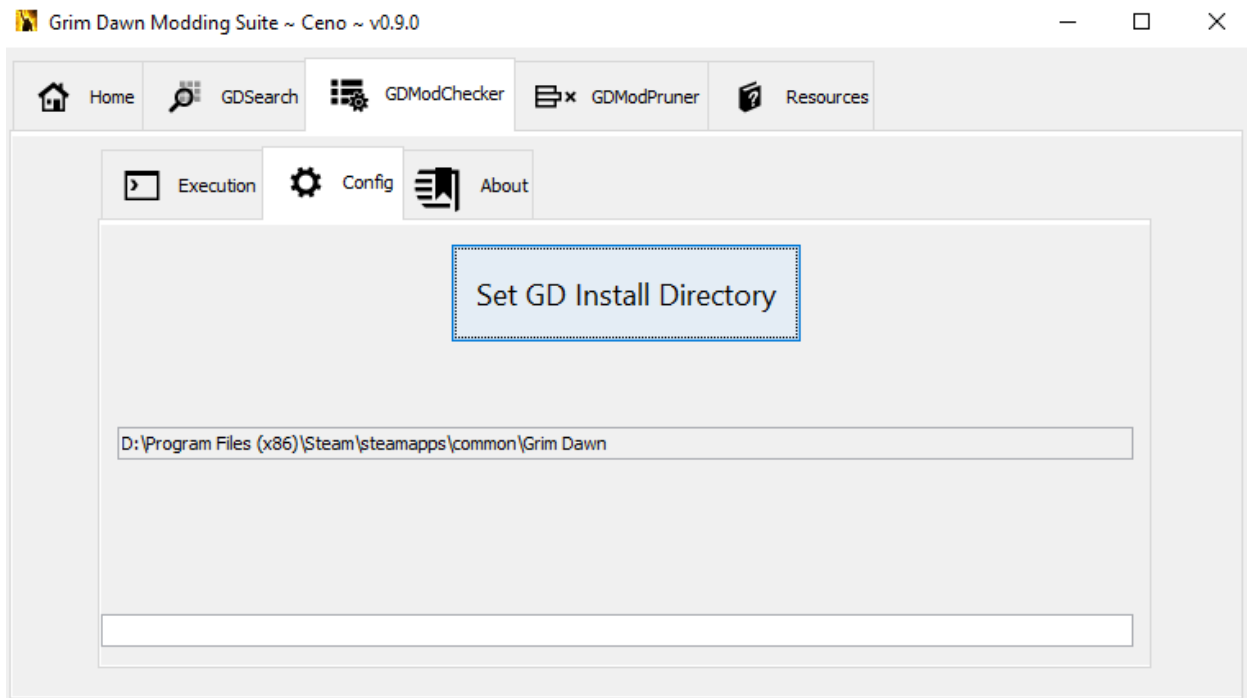 Grim Dawn Modding Suite ~ Ceno ~ v0.9.0
Home GDSearch GDModChecker GDModPruner Resources
Execution Config About
Set GD Install Directory
D:\Program Files (x86)\Steam\steamapps\common\Grim Dawn